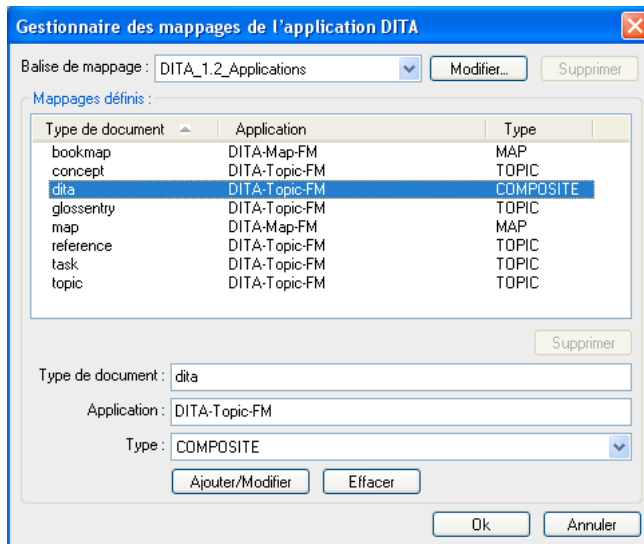 Gestionnaire des mappages de l'application DITA
Balise de mappage : DITA_1.2_Applications Modifier... Supprimer
Mappages définis :
Type de document Application Type
bookmap DITA-Map-FM MAP
concept DITA-Topic-FM TOPIC
dita DITA-Topic-FM COMPOSITE
glossentry DITA-Topic-FM TOPIC
map DITA-Map-FM MAP
reference DITA-Topic-FM TOPIC
task DITA-Topic-FM TOPIC
topic DITA-Topic-FM TOPIC
Supprimer
Type de document : dita
Application : DITA-Topic-FM
Type : COMPOSITE
Ajouter/Modifier Effacer
Ok Annuler